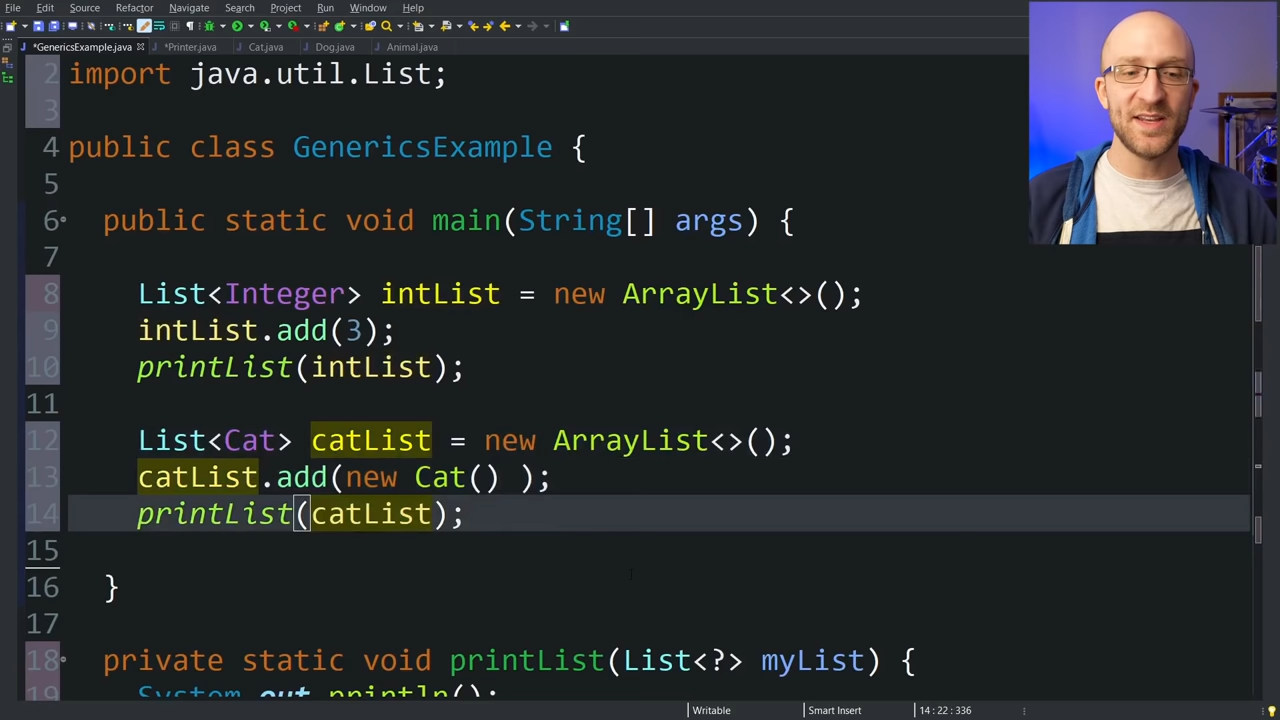 File Edit Source Refactor Navigate Search Project Run Window Help
*GenericsExample.java *Printer.java Cat.java Dog.java Animal.java
2 import java.util.List;
3
4 public class GenericsExample {
5
6 public static void main(String[] args) {
7
8 List<Integer> intList = new ArrayList<>();
9 intList.add(3);
10 printList(intList);
11
12 List<Cat> catList = new ArrayList<>();
13 catList.add(new Cat() );
14 printList(catList);
15
16 }
17
18 private static void printList(List<?> myList) {
19 System.out.println();
Writable Smart Insert 14 : 22 : 336